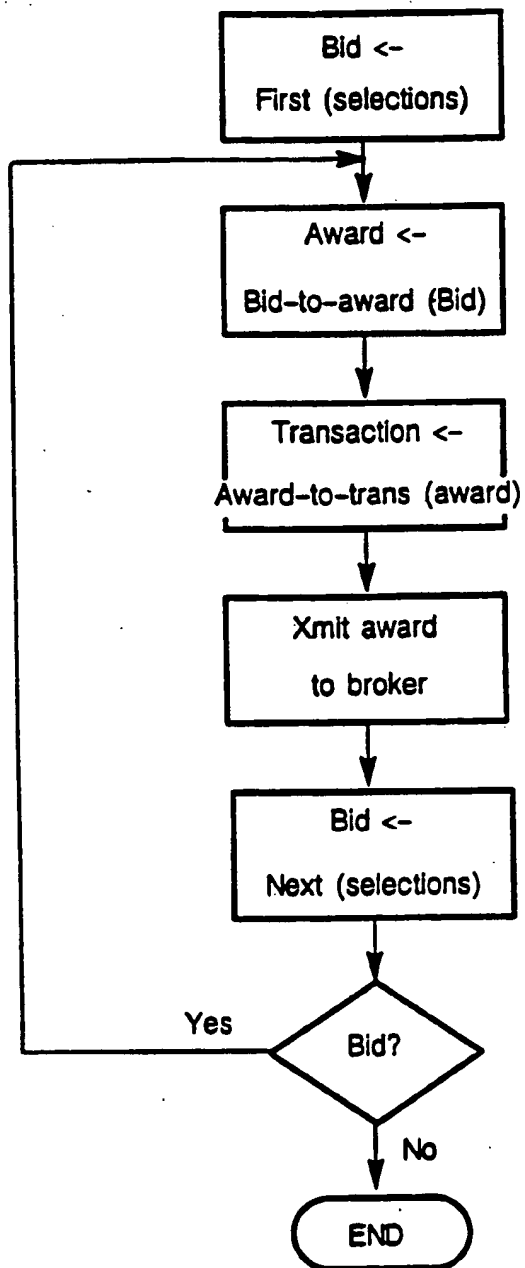 Bid <-
First (selections)
Award <-
Bid-to-award (Bid)
Transaction <-
Award-to-trans (award)
Xmit award
to broker
Bid <-
Next (selections)
Yes
Bid?
No
END